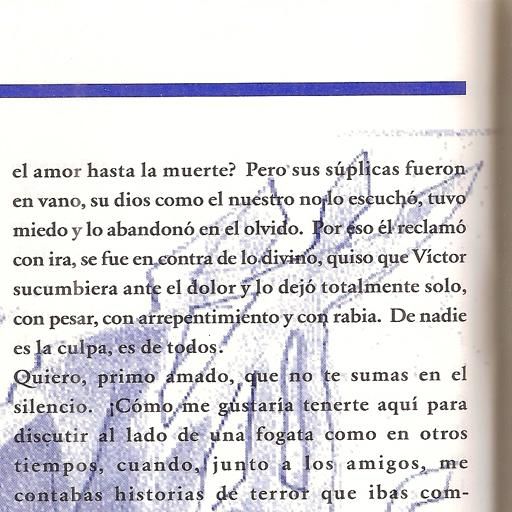 el amor hasta la muerte? Pero sus súplicas fueron
en vano, su dios como el nuestro no lo escuchó, tuvo
miedo y lo abandonó en el olvido. Por eso él reclamó
con ira, se fue en contra de lo divino, quiso que Víctor
sucumbiera ante el dolor y lo dejó totalmente solo,
con pesar, con arrepentimiento y con rabia. De nadie
es la culpa, es de todos.
Quiero, primo amado, que no te sumas en el
silencio. ¡Cómo me gustaría tenerte aquí para
discutir al lado de una fogata como en otros
tiempos, cuando, junto a los amigos, me
contabas historias de terror que ibas com-